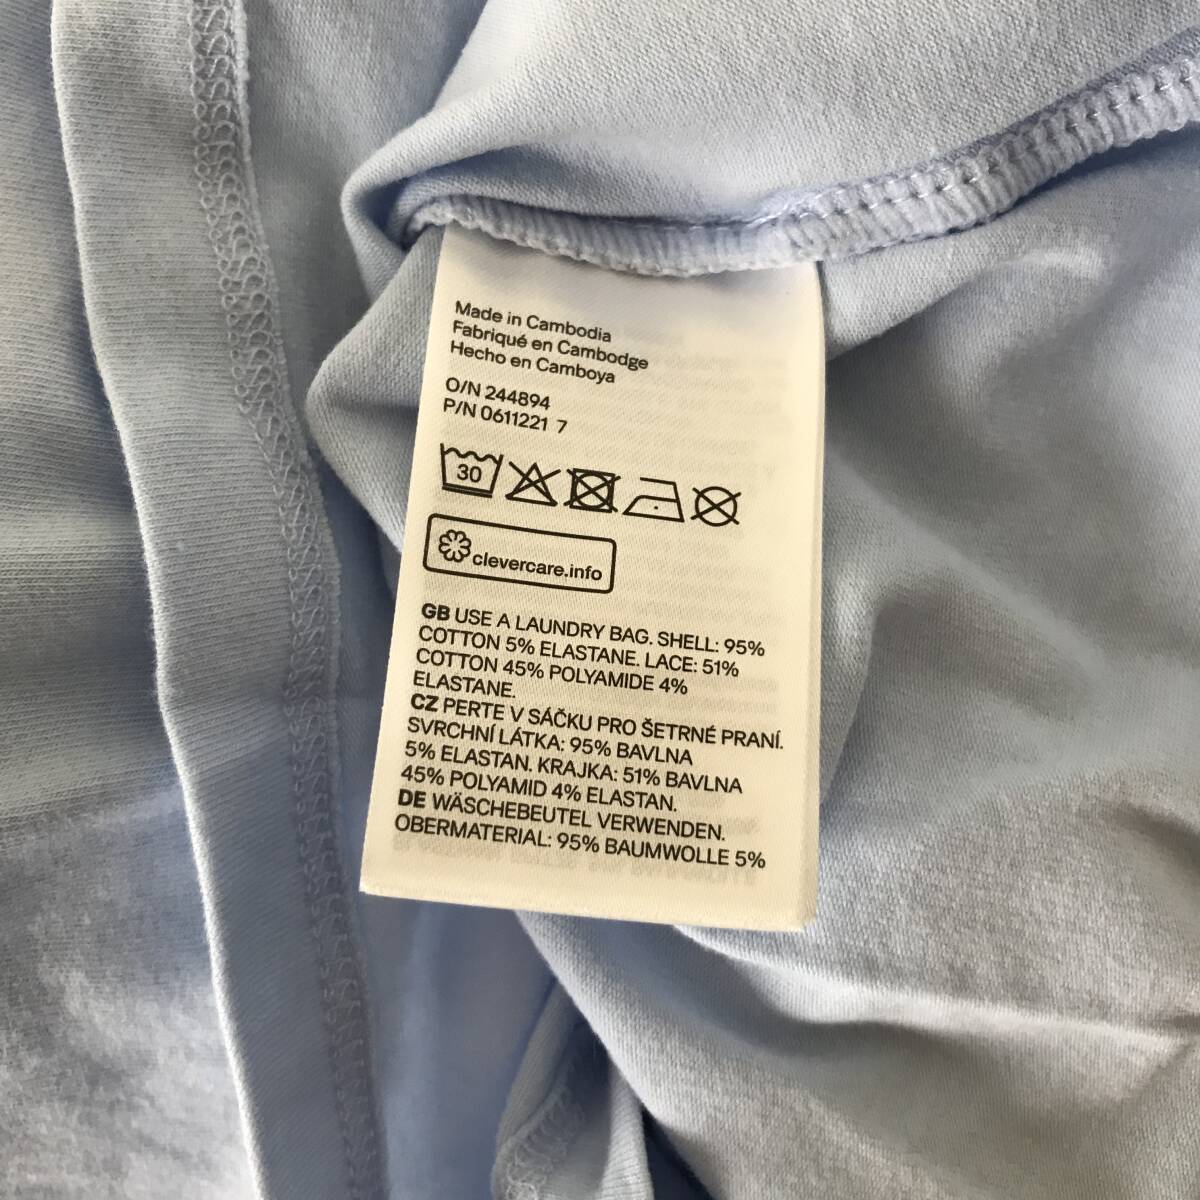 Made in Cambodia
Fabriqué en Cambodge
Hecho en Camboya
O/N 244894
P/N 0611221 7
30
clevercare.info
GB USE A LAUNDRY BAG. SHELL: 95%
COTTON 5% ELASTANE. LACE: 51%
COTTON 45% POLYAMIDE 4%
ELASTANE.
CZ PERTE V SÁČKU PRO ŠETRNÉ PRANÍ.
SVRCHNÍ LÁTKA: 95% BAVLNA
5% ELASTAN. KRAJKA: 51% BAVLNA
45% POLYAMID 4% ELASTAN.
DE WÄSCHEBEUTEL VERWENDEN.
OBERMATERIAL: 95% BAUMWOLLE 5%